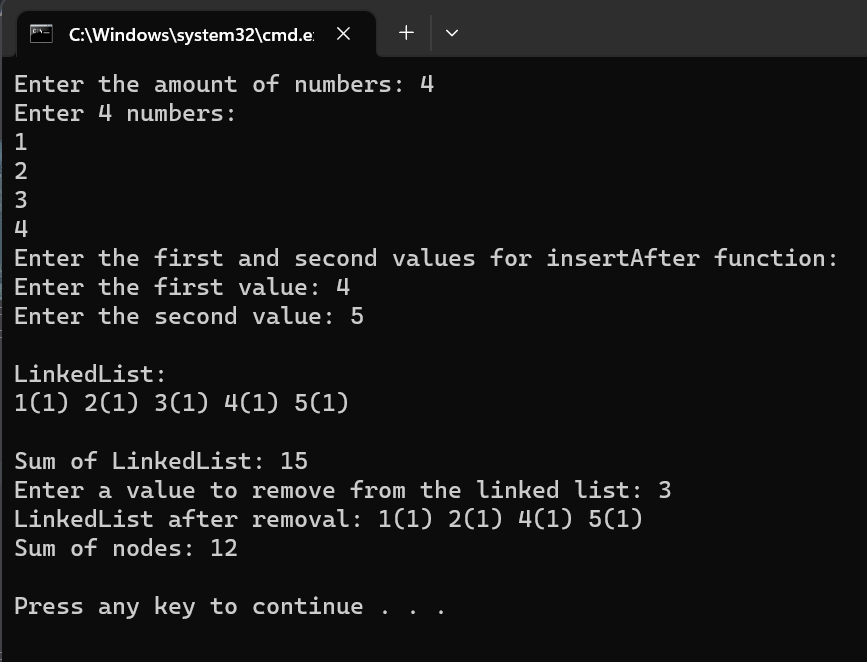 C:\Windows\system32\cmd.e
Enter the amount of numbers: 4
Enter 4 numbers:
1
2
3
4
Enter the first and second values for insertAfter function:
Enter the first value: 4
Enter the second value: 5
LinkedList:
1(1) 2(1) 3(1) 4(1) 5(1)
Sum of LinkedList: 15
Enter a value to remove from the linked list: 3
LinkedList after removal: 1(1) 2(1) 4(1) 5(1)
Sum of nodes: 12
Press any key to continue . . .